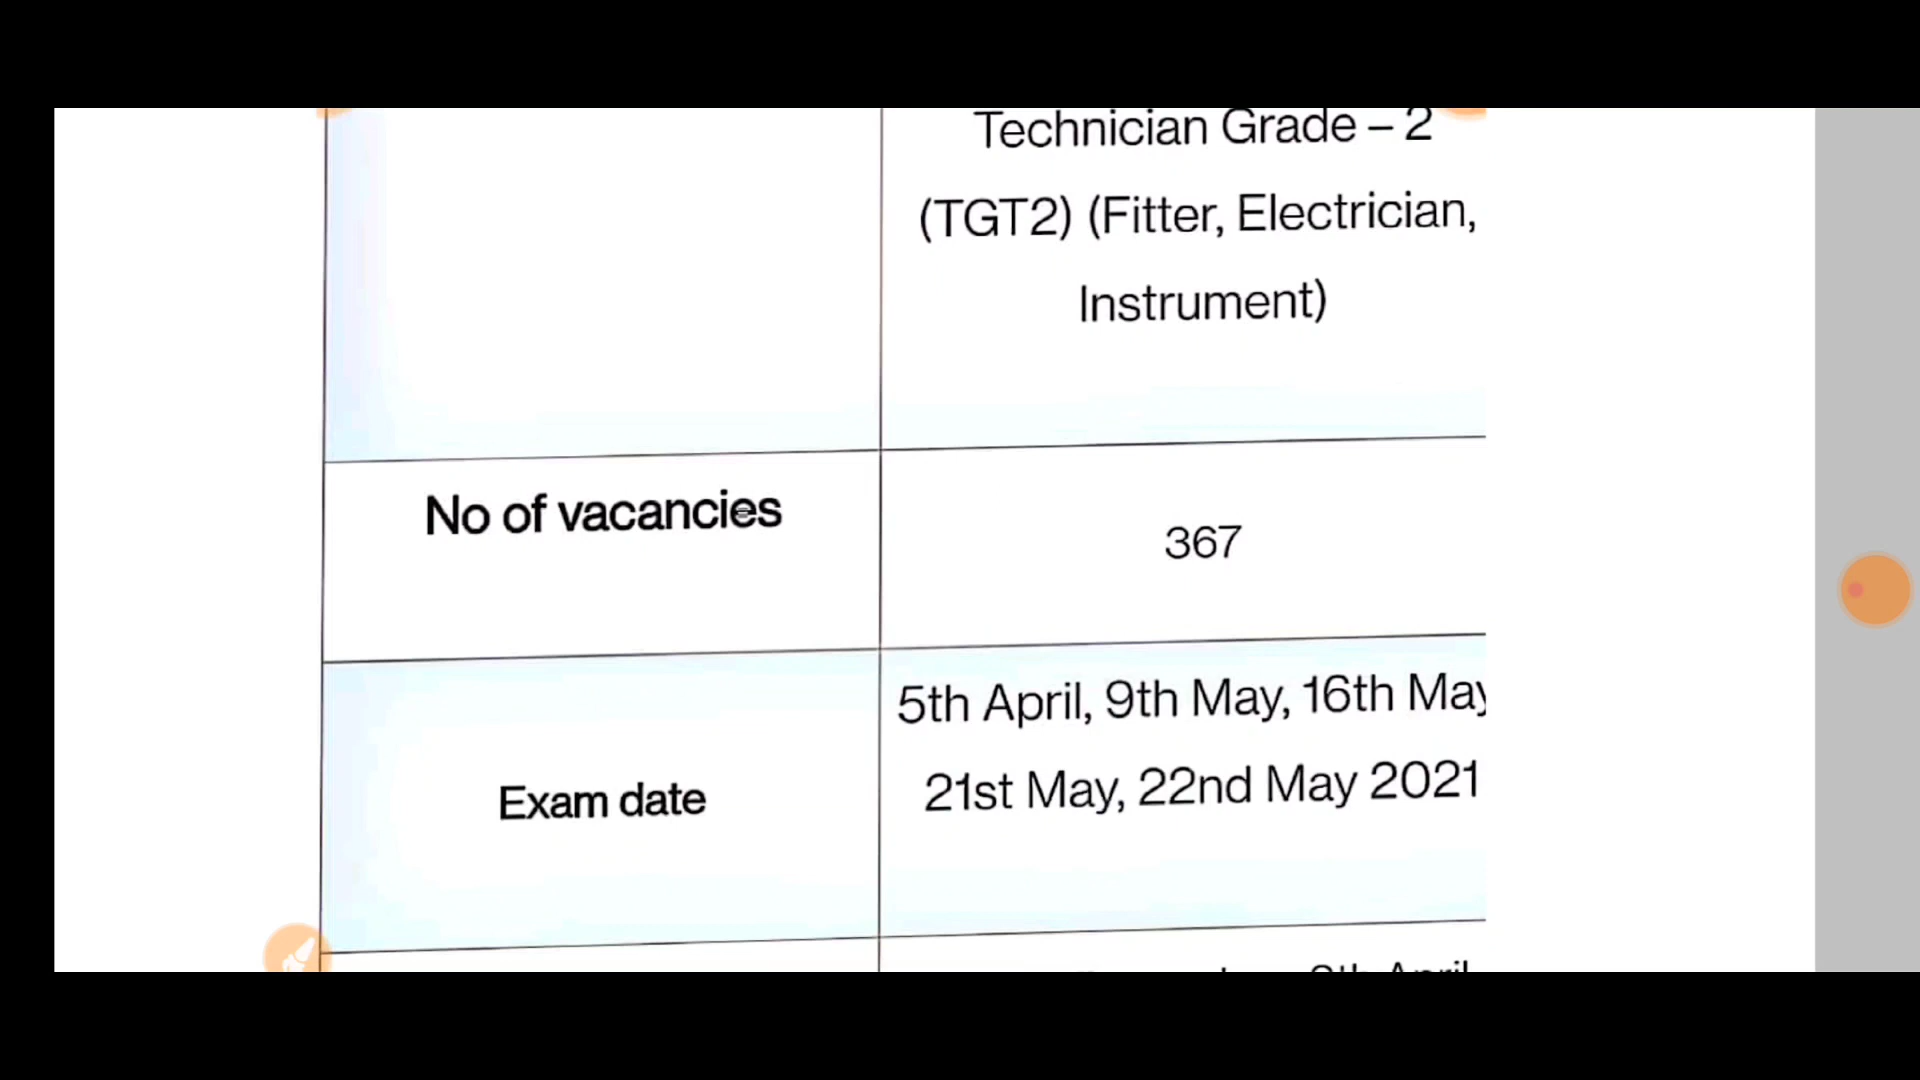 Technician Grade – 2
(TGT2) (Fitter, Electrician,
Instrument)
No of vacancies
367
5th April, 9th May, 16th May
21st May, 22nd May 2021
Exam date
April